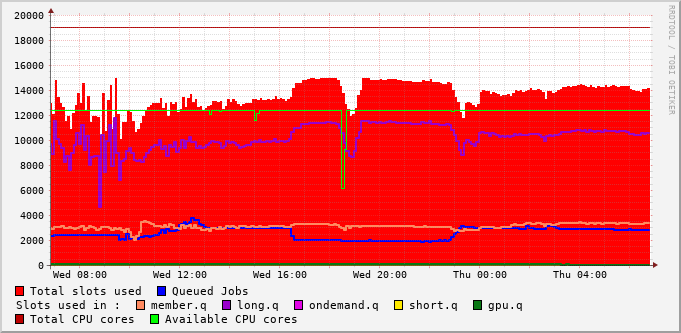 20000
18000
16000
14000
12000
10000
8000
6000
4000
2000
0
Wed 08:00 Wed 12:00 Wed 16:00 Wed 20:00 Thu 00:00 Thu 04:00
RRDTOOL / TOBI OETIKER
Total slots used Queued Jobs
Slots used in : member.q long.q ondemand.q short.q gpu.q
Total CPU cores Available CPU cores